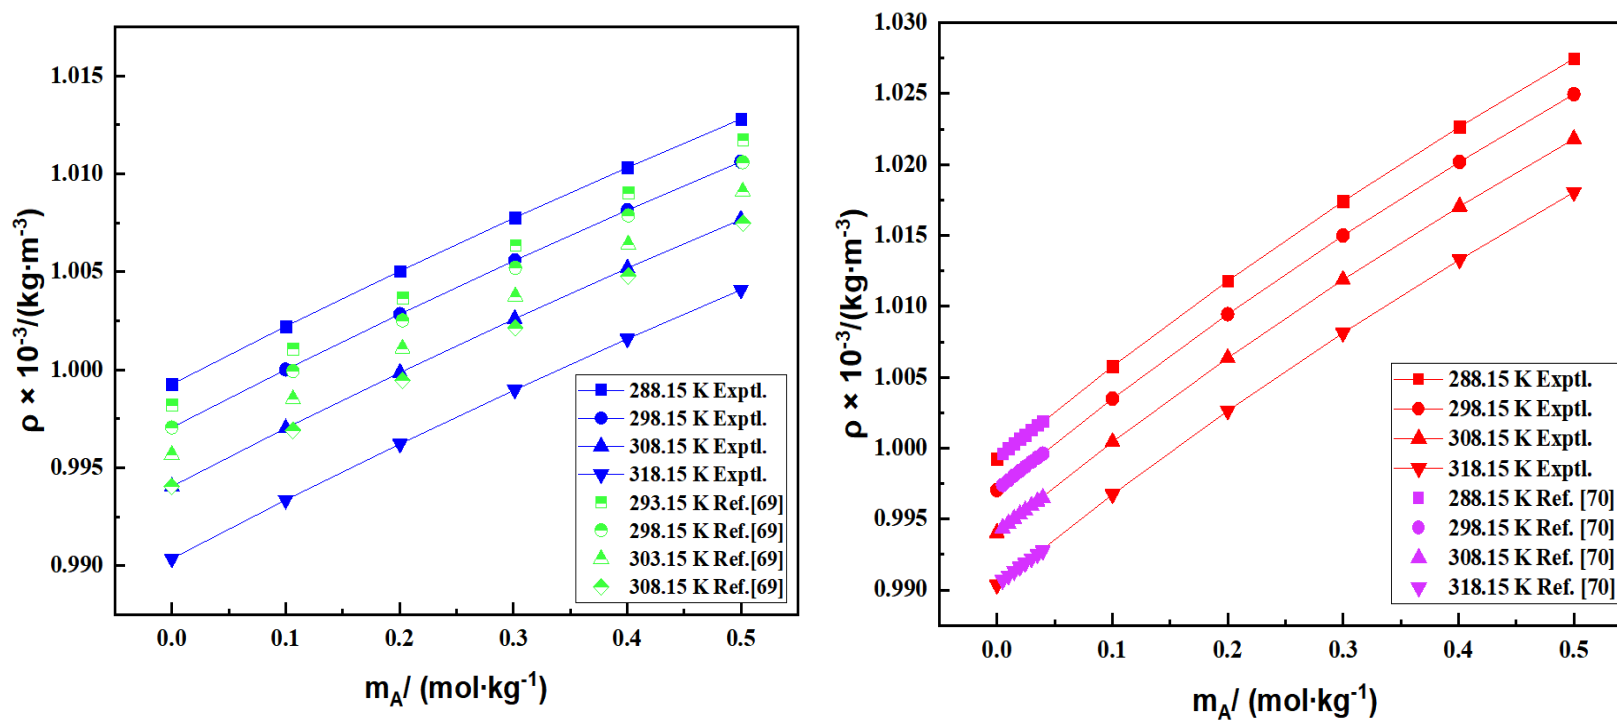 1.015
1.010
1.005
1.000
0.995
0.990
ρ × 10⁻³/(kg·m⁻³)
288.15 K Exptl.
298.15 K Exptl.
308.15 K Exptl.
318.15 K Exptl.
293.15 K Ref.[69]
298.15 K Ref.[69]
303.15 K Ref.[69]
308.15 K Ref.[69]
0.0 0.1 0.2 0.3 0.4 0.5
m_A/ (mol·kg⁻¹)
1.030
1.025
1.020
1.015
1.010
1.005
1.000
0.995
0.990
ρ × 10⁻³/(kg·m⁻³)
288.15 K Exptl.
298.15 K Exptl.
308.15 K Exptl.
318.15 K Exptl.
288.15 K Ref. [70]
298.15 K Ref. [70]
308.15 K Ref. [70]
318.15 K Ref. [70]
0.0 0.1 0.2 0.3 0.4 0.5
m_A/ (mol·kg⁻¹)